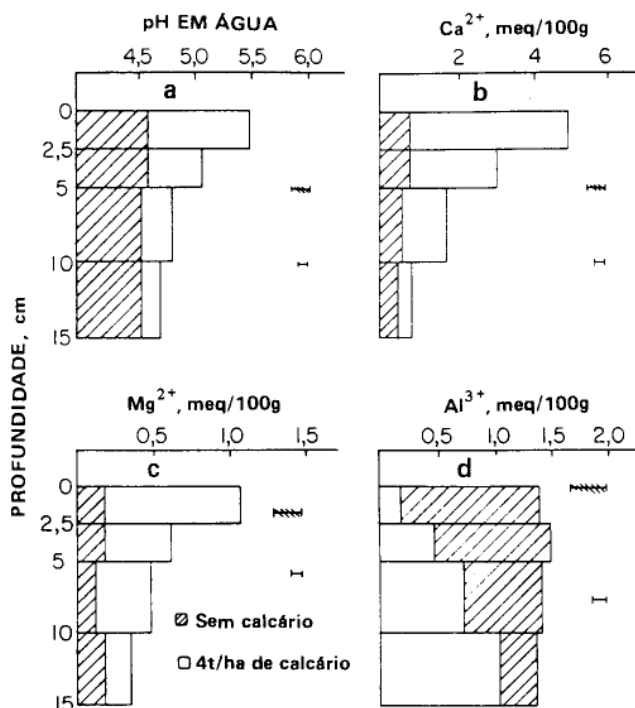 pH EM ÁGUA
4,5 5,0 5,5 6,0
a
0
2,5
5
10
15
Ca2+, meq/100g
2 4 6
b
PROFUNDIDADE, cm
Mg2+, meq/100g
0,5 1,0 1,5
c
0
2,5
5
10
15
Sem calcário
4t/ha de calcário
Al3+, meq/100g
0,5 1,0 1,5 2,0
d